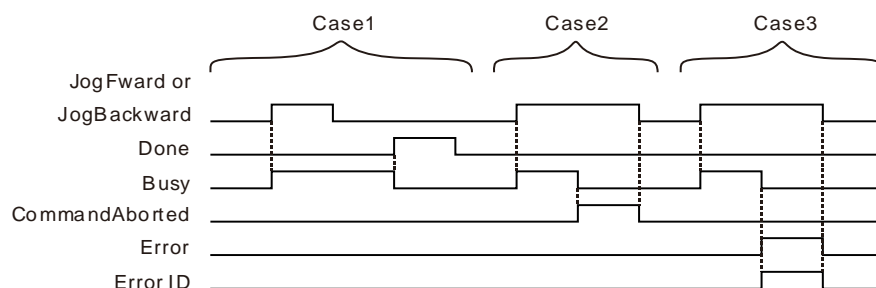 Case1 Case2 Case3
JogFward or
JogBackward
Done
Busy
CommandAborted
Error
Error ID